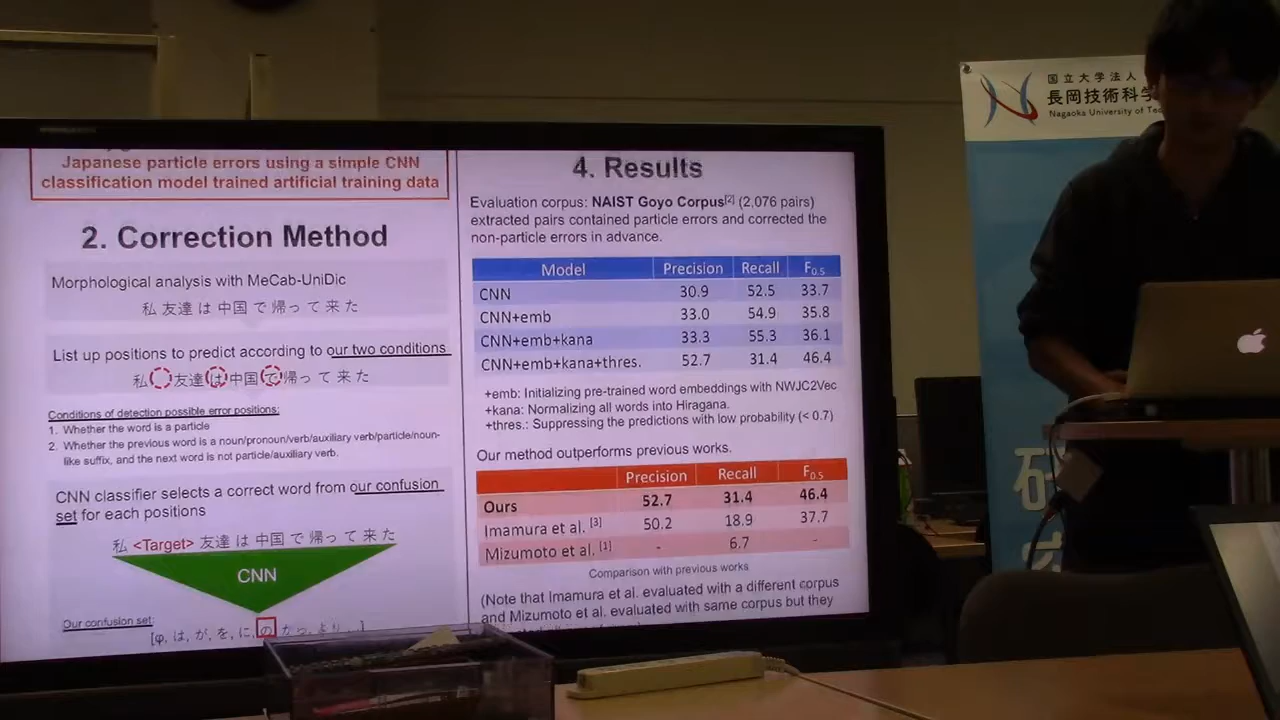 Japanese particle errors using a simple CNN
classification model trained artificial training data
2. Correction Method
Morphological analysis with MeCab-UniDic
私 友達 は 中国 で 帰っ て 来 た
List up positions to predict according to our two conditions
私 友達 は 中国 で 帰っ て 来 た
Conditions of detection possible error positions:
1. Whether the word is a particle
2. Whether the previous word is a noun/pronoun/verb/auxiliary verb/particle/noun-
like suffix, and the next word is not particle/auxiliary verb.
CNN classifier selects a correct word from our confusion
set for each positions
私 <Target> 友達 は 中国 で 帰っ て 来 た
CNN
Our confusion set:
[φ, は, が, を, に, の
4. Results
Evaluation corpus: NAIST Goyo Corpus[2] (2,076 pairs)
extracted pairs contained particle errors and corrected the
non-particle errors in advance.
Model Precision Recall F0.5
CNN 30.9 52.5 33.7
CNN+emb 33.0 54.9 35.8
CNN+emb+kana 33.3 55.3 36.1
CNN+emb+kana+thres. 52.7 31.4 46.4
+emb: Initializing pre-trained word embeddings with NWJC2Vec
+kana: Normalizing all words into Hiragana.
+thres.: Suppressing the predictions with low probability (< 0.7)
Our method outperforms previous works.
Precision Recall F0.5
Ours 52.7 31.4 46.4
Imamura et al. [3] 50.2 18.9 37.7
Mizumoto et al. [1] - 6.7 -
Comparison with previous works
(Note that Imamura et al. evaluated with a different corpus
and Mizumoto et al. evaluated with same corpus but they
国立大学法人
長岡技術科学
Nagaoka University of Tec
研